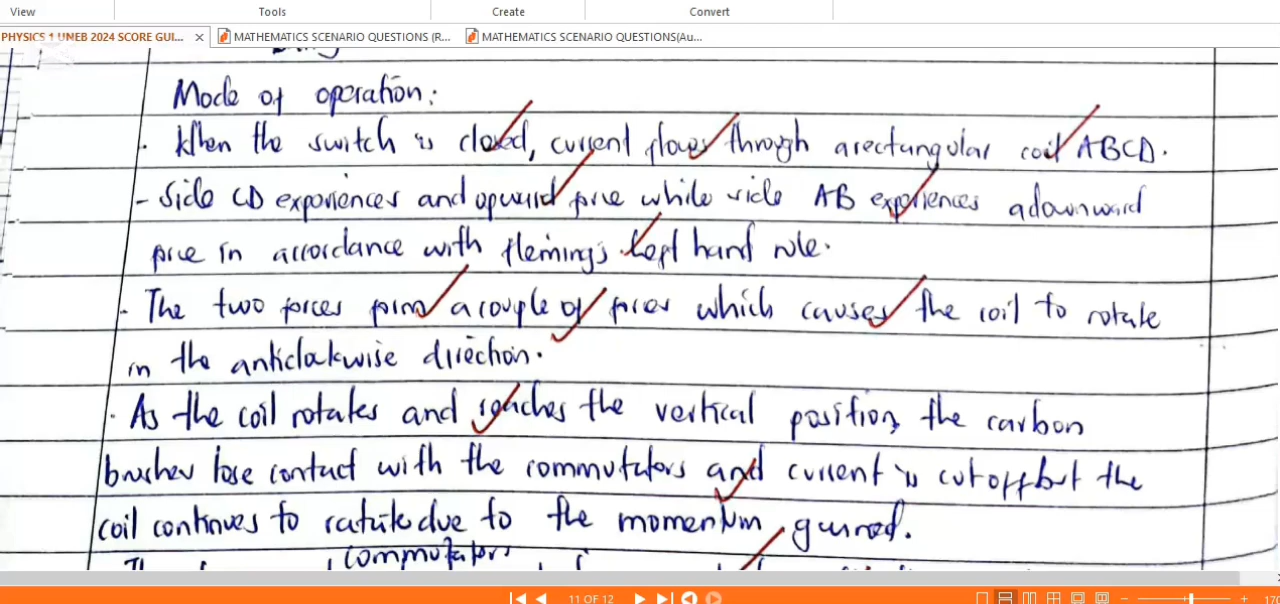 View Tools Create Convert
PHYSICS 1 UNEB 2024 SCORE GUI... × MATHEMATICS SCENARIO QUESTIONS (R... MATHEMATICS SCENARIO QUESTIONS(Au...
Mode of operation:
. When the switch is closed, current flows through a rectangular coil ABCD.
- Side CD experiences and upward force while side AB experiences a downward
force in accordance with flemings left hand rule.
. The two forces form a couple of forces which causes the coil to rotate
in the anticlockwise direction.
. As the coil rotates and reaches the vertical position, the carbon
brushes lose contact with the commutators and current is cut off but the
coil continues to rotate due to the momentum gained.
commutators
11 OF 12